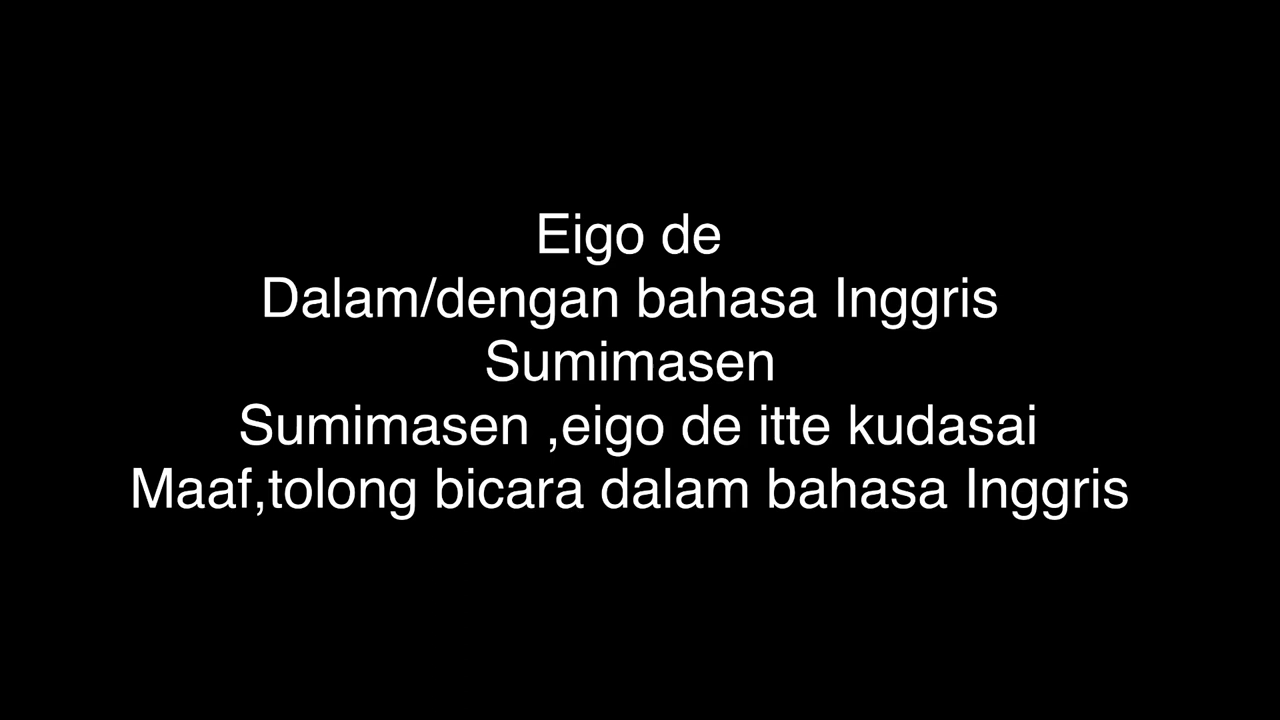 Eigo de
Dalam/dengan bahasa Inggris
Sumimasen
Sumimasen ,eigo de itte kudasai
Maaf,tolong bicara dalam bahasa Inggris